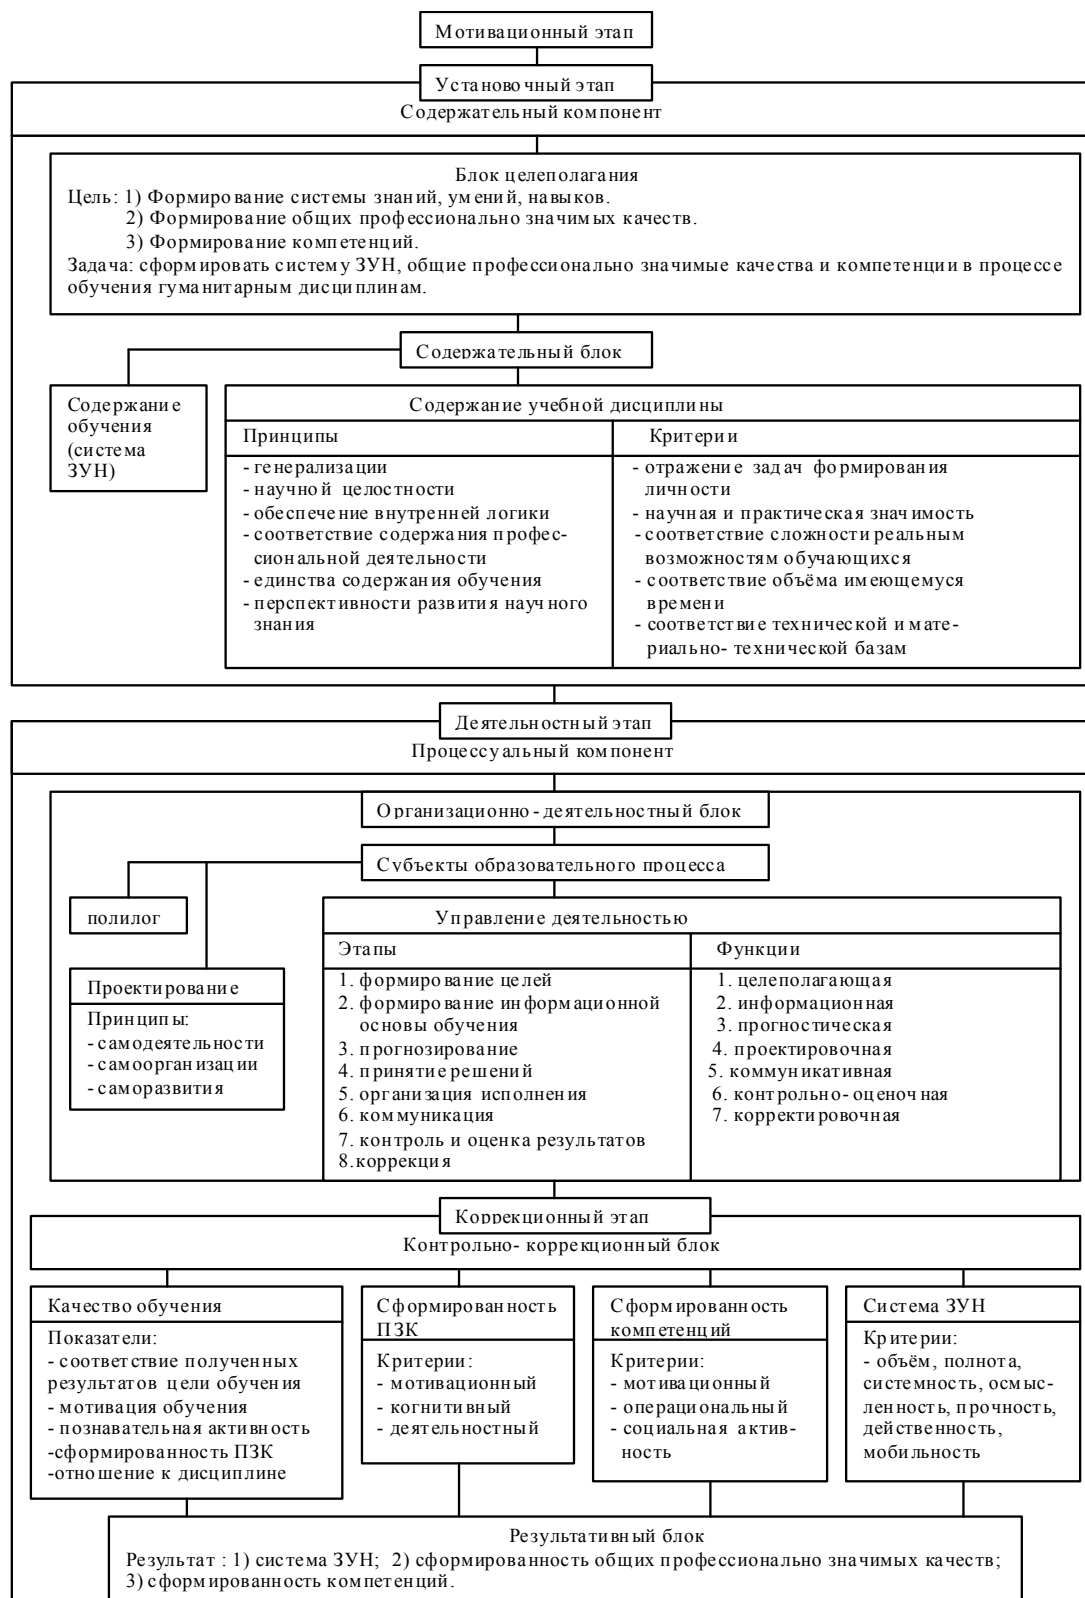 Мотивационный этап
Установочный этап
Содержательный компонент
Блок целеполагания
Цель: 1) Формирование системы знаний, умений, навыков.
2) Формирование общих профессионально значимых качеств.
3) Формирование компетенций.
Задача: сформировать систему ЗУН, общие профессионально значимые качества и компетенции в процессе
обучения гуманитарным дисциплинам.
Содержательный блок
Содержание
обучения
(система
ЗУН)
Содержание учебной дисциплины
Принципы
- генерализации
- научной целостности
- обеспечение внутренней логики
- соответствие содержания профес-
сиональной деятельности
- единства содержания обучения
- перспективности развития научного
знания
Критерии
- отражение задач формирования
личности
- научная и практическая значимость
- соответствие сложности реальным
возможностям обучающихся
- соответствие объёма имеющемуся
времени
- соответствие технической и мате-
риально- технической базам
Деятельностный этап
Процессуальный компонент
Организационно-деятельностный блок
Субъекты образовательного процесса
полилог
Проектирование
Принципы:
- самодеятельности
- самоорганизации
- саморазвития
Управление деятельностью
Этапы
1. формирование целей
2. формирование информационной
основы обучения
3. прогнозирование
4. принятие решений
5. организация исполнения
6. коммуникация
7. контроль и оценка результатов
8.коррекция
Функции
1. целеполагающая
2. информационная
3. прогностическая
4. проектировочная
5. коммуникативная
6. контрольно-оценочная
7. корректировочная
Коррекционный этап
Контрольно- коррекционный блок
Качество обучения
Показатели:
- соответствие полученных
результатов цели обучения
- мотивация обучения
- познавательная активность
-сформированность ПЗК
-отношение к дисциплине
Сформированность
ПЗК
Критерии:
- мотивационный
- когнитивный
- деятельностный
Сформированность
компетенций
Критерии:
- мотивационный
- операциональный
- социальная актив-
ность
Система ЗУН
Критерии:
- объём, полнота,
системность, осмыс-
ленность, прочность,
действенность,
мобильность
Результативный блок
Результат : 1) система ЗУН; 2) сформированность общих профессионально значимых качеств;
3) сформированность компетенций.